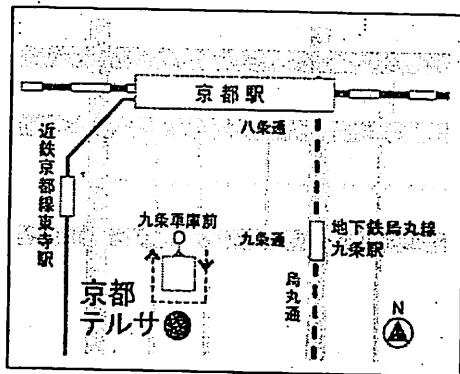 京都駅
八条通
近鉄京都線東寺駅
九条車庫前
九条通
地下鉄烏丸線
九条駅
烏丸通
京都
テルサ
N